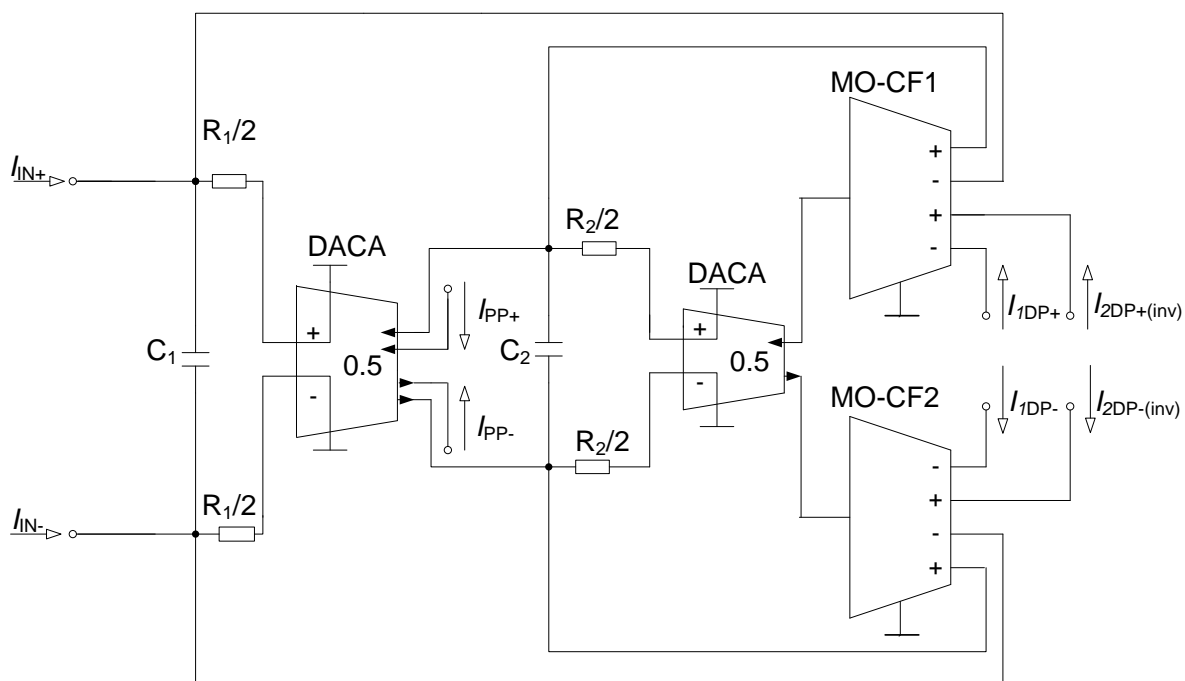 MO-CF1
R1/2
+
-
+
-
IIN+
R2/2
DACA
DACA
IPP+
I1DP+
I2DP+(inv)
+
0.5
-
C1
C2
+
0.5
-
MO-CF2
IPP-
I1DP-
I2DP-(inv)
R2/2
-
+
-
+
R1/2
IIN-